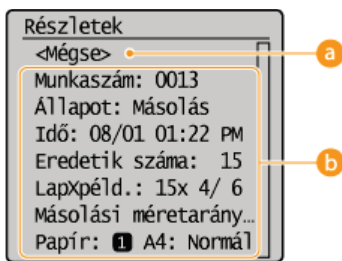 Részletek
<Mégse>
a
Munkaszám: 0013
Állapot: Másolás
Idő: 08/01 01:22 PM
Eredetik száma: 15
b
LapXpéld.: 15x 4/ 6
Másolási méretarány…
Papír: 1 A4: Normál